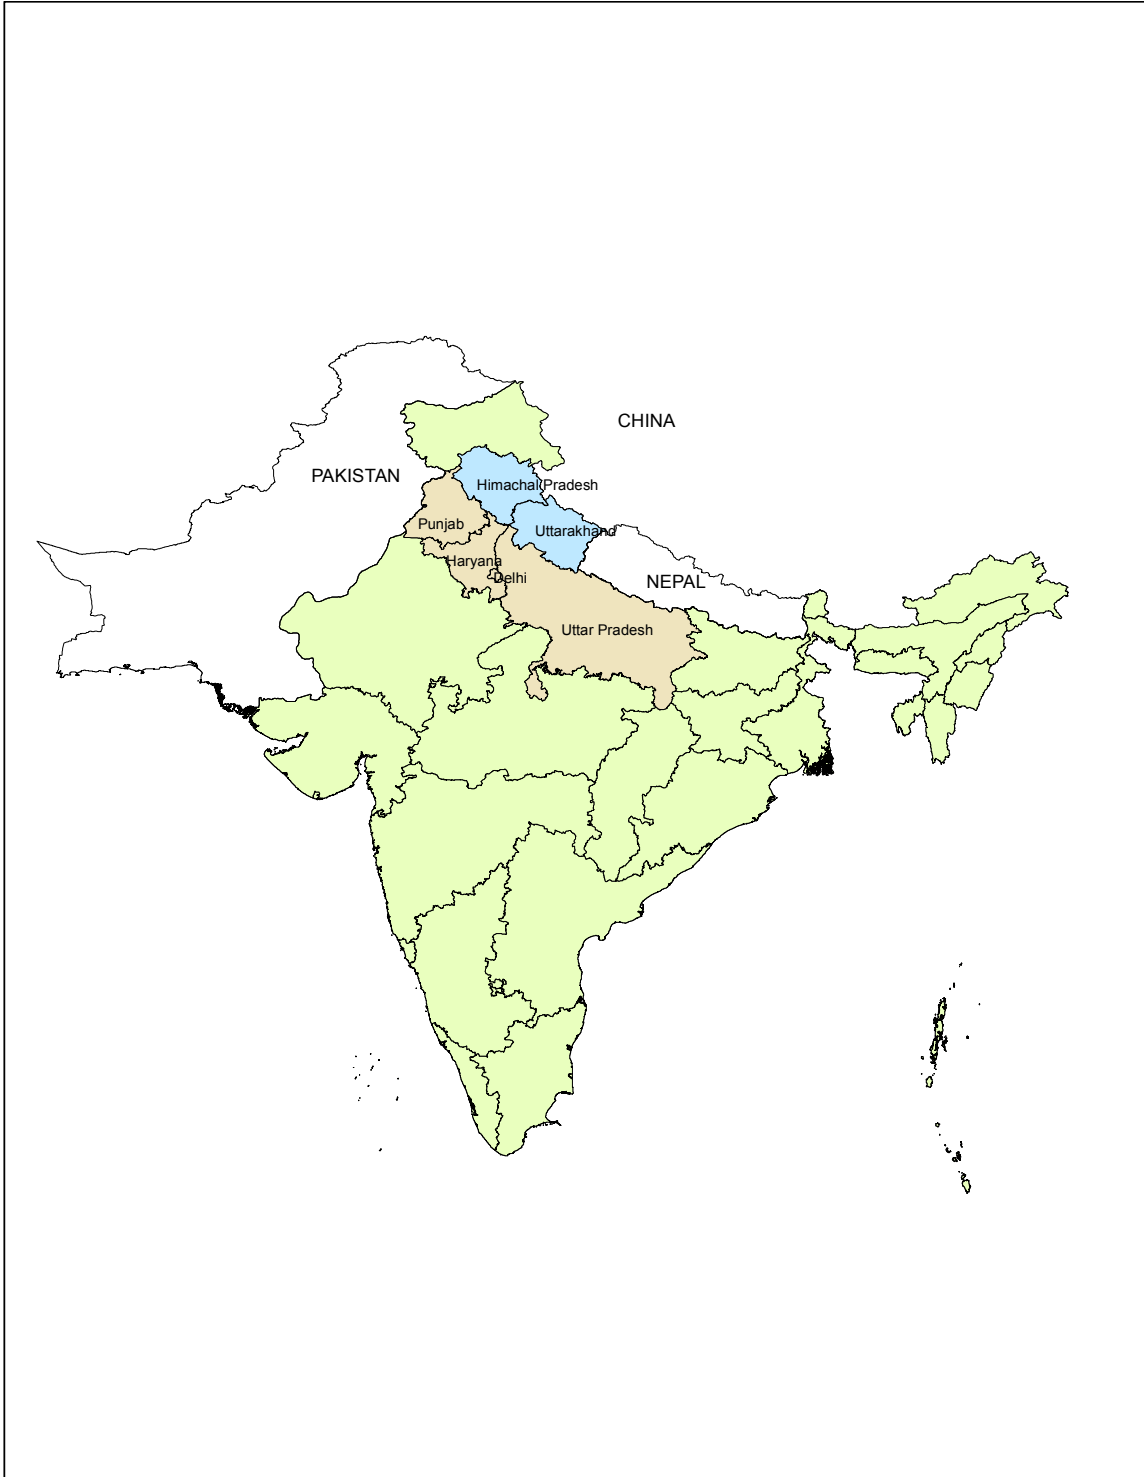 CHINA
PAKISTAN
Himachal Pradesh
Punjab
Uttarakhand
Haryana
Delhi
NEPAL
Uttar Pradesh